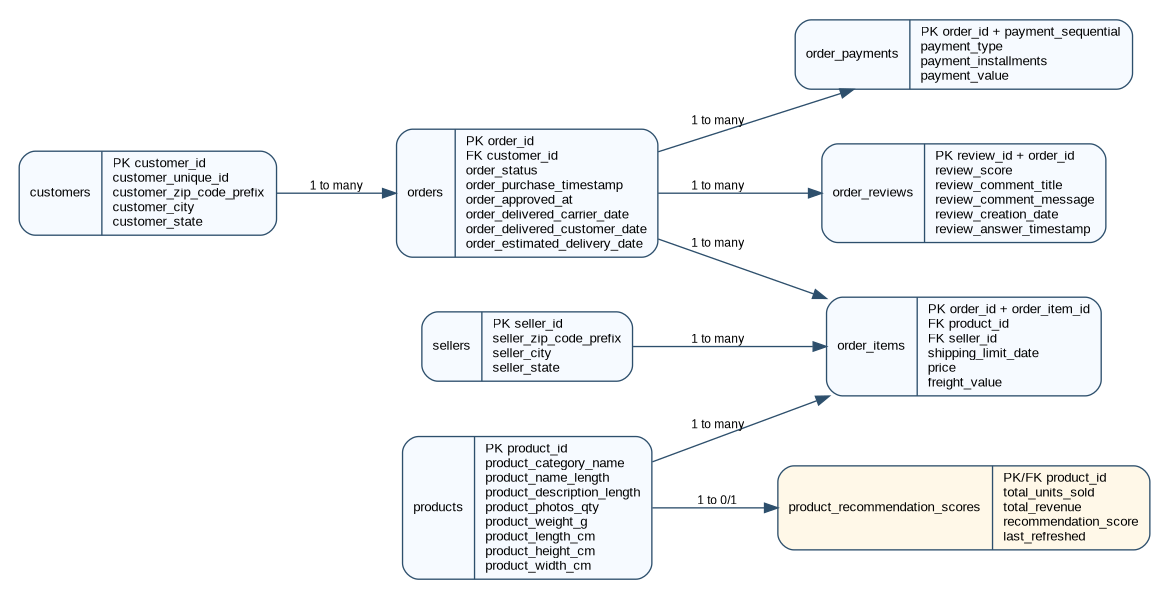 customers
PK customer_id
customer_unique_id
customer_zip_code_prefix
customer_city
customer_state
1 to many
orders
PK order_id
FK customer_id
order_status
order_purchase_timestamp
order_approved_at
order_delivered_carrier_date
order_delivered_customer_date
order_estimated_delivery_date
1 to many
order_payments
PK order_id + payment_sequential
payment_type
payment_installments
payment_value
1 to many
order_reviews
PK review_id + order_id
review_score
review_comment_title
review_comment_message
review_creation_date
review_answer_timestamp
1 to many
sellers
PK seller_id
seller_zip_code_prefix
seller_city
seller_state
1 to many
order_items
PK order_id + order_item_id
FK product_id
FK seller_id
shipping_limit_date
price
freight_value
products
PK product_id
product_category_name
product_name_length
product_description_length
product_photos_qty
product_weight_g
product_length_cm
product_height_cm
product_width_cm
1 to many
1 to 0/1
product_recommendation_scores
PK/FK product_id
total_units_sold
total_revenue
recommendation_score
last_refreshed